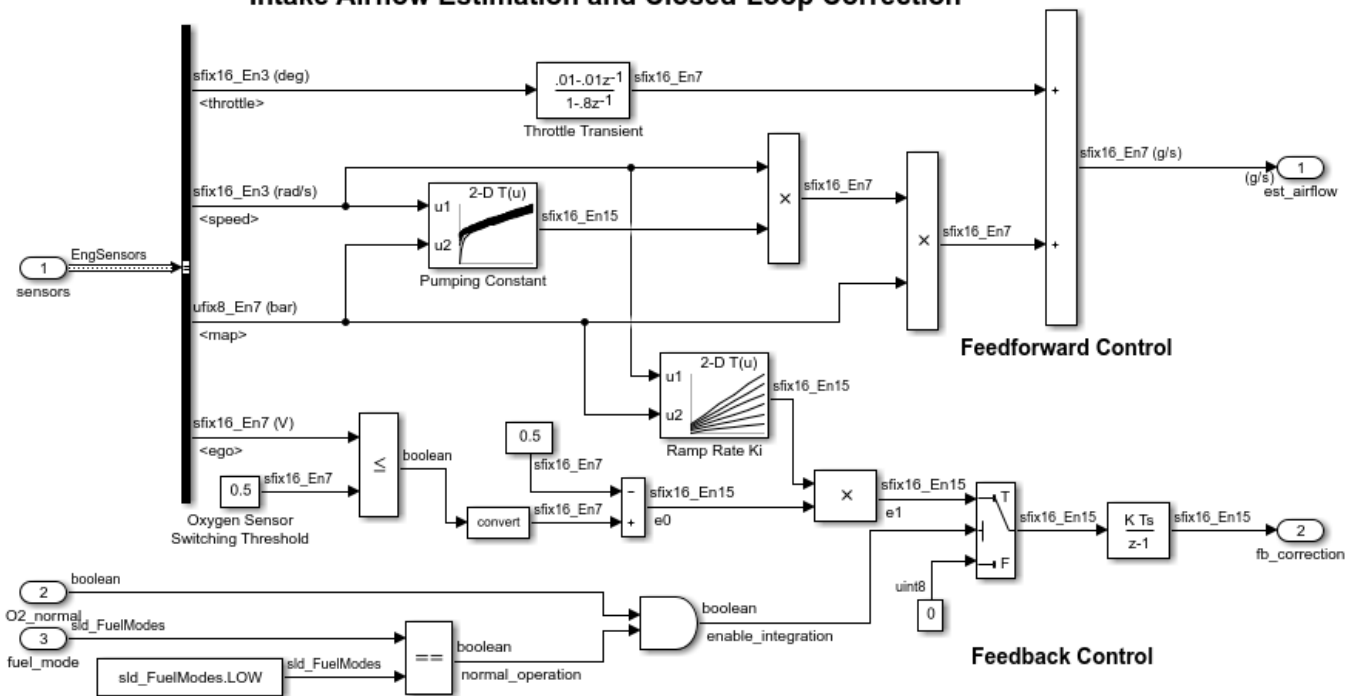 Intake Airflow Estimation and Closed-Loop Correction
sfix16_En3 (deg)
<throttle>
.01-.01z-1
1-.8z-1
sfix16_En7
Throttle Transient
+
sfix16_En3 (rad/s)
<speed>
2-D T(u)
u1
u2
sfix16_En15
Pumping Constant
×
sfix16_En7
×
sfix16_En7
+
sfix16_En7 (g/s)
(g/s)
1
est_airflow
1
EngSensors
sensors
ufix8_En7 (bar)
<map>
Feedforward Control
2-D T(u)
u1
u2
sfix16_En15
Ramp Rate Ki
sfix16_En7 (V)
<ego>
≤
boolean
0.5
sfix16_En7
Oxygen Sensor
Switching Threshold
0.5
sfix16_En7
convert
sfix16_En7
−
+
sfix16_En15
e0
×
sfix16_En15
e1
T
F
sfix16_En15
K Ts
z-1
sfix16_En15
2
fb_correction
uint8
0
2
boolean
O2_normal
3
sld_FuelModes
fuel_mode
sld_FuelModes.LOW
sld_FuelModes
==
boolean
normal_operation
boolean
enable_integration
Feedback Control